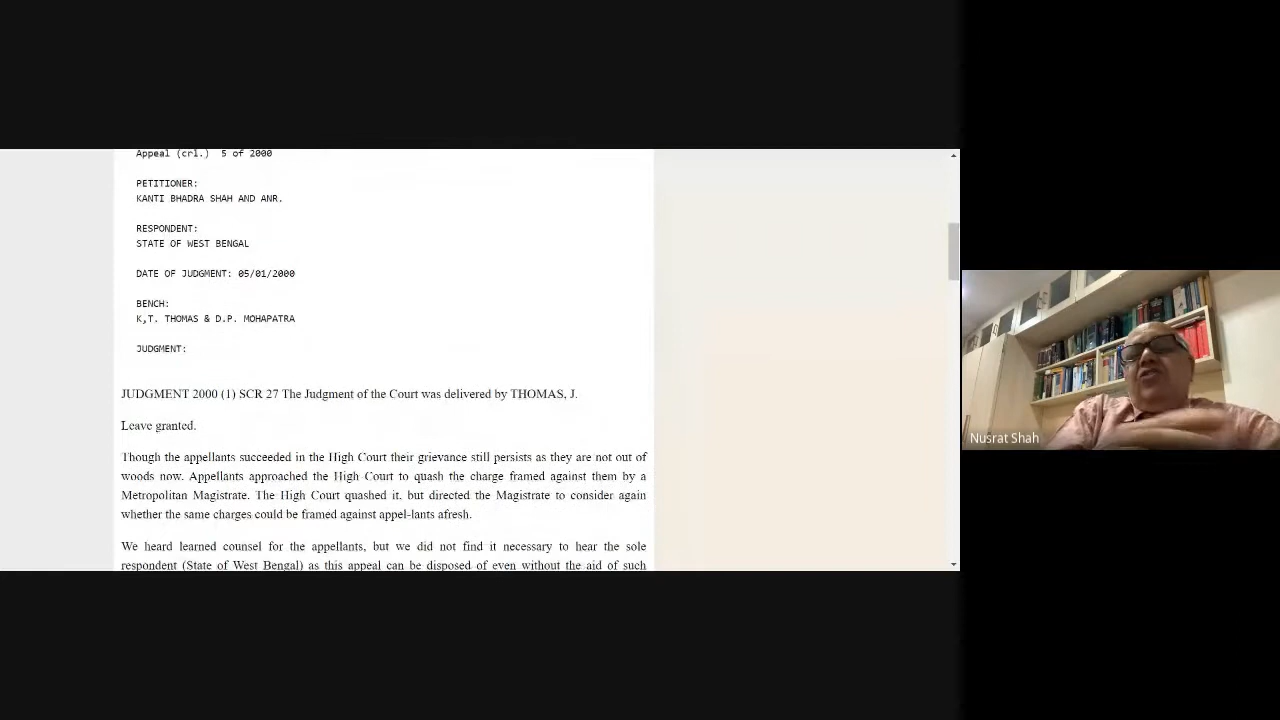 Appeal (crl.)  5 of 2000
PETITIONER:
KANTI BHADRA SHAH AND ANR.
RESPONDENT:
STATE OF WEST BENGAL
DATE OF JUDGMENT: 05/01/2000
BENCH:
K,T. THOMAS & D.P. MOHAPATRA
JUDGMENT:
JUDGMENT 2000 (1) SCR 27 The Judgment of the Court was delivered by THOMAS, J.
Leave granted.
Though the appellants succeeded in the High Court their grievance still persists as they are not out of
woods now. Appellants approached the High Court to quash the charge framed against them by a
Metropolitan Magistrate. The High Court quashed it, but directed the Magistrate to consider again
whether the same charges could be framed against appel-lants afresh.
We heard learned counsel for the appellants, but we did not find it necessary to hear the sole
respondent (State of West Bengal) as this appeal can be disposed of even without the aid of such
Nusrat Shah